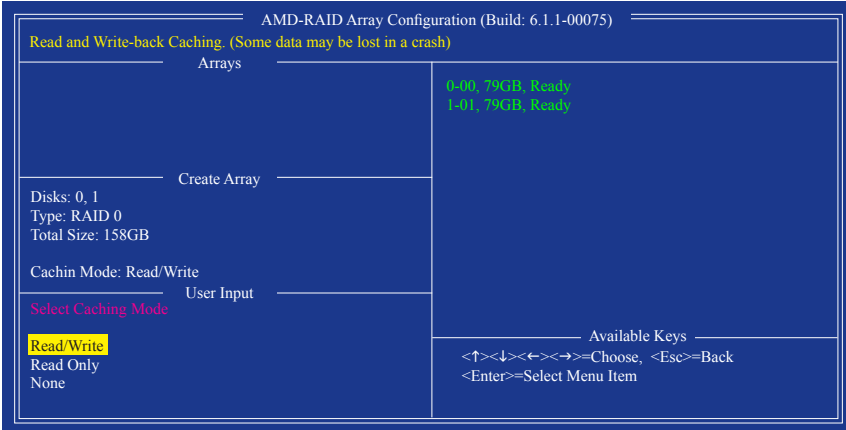 AMD-RAID Array Configuration (Build: 6.1.1-00075)
Read and Write-back Caching. (Some data may be lost in a crash)
Arrays
0-00, 79GB, Ready
1-01, 79GB, Ready
Create Array
Disks: 0, 1
Type: RAID 0
Total Size: 158GB
Cachin Mode: Read/Write
User Input
Select Caching Mode
Read/Write
Read Only
None
Available Keys
<↑><↓><←><→>=Choose, <Esc>=Back
<Enter>=Select Menu Item